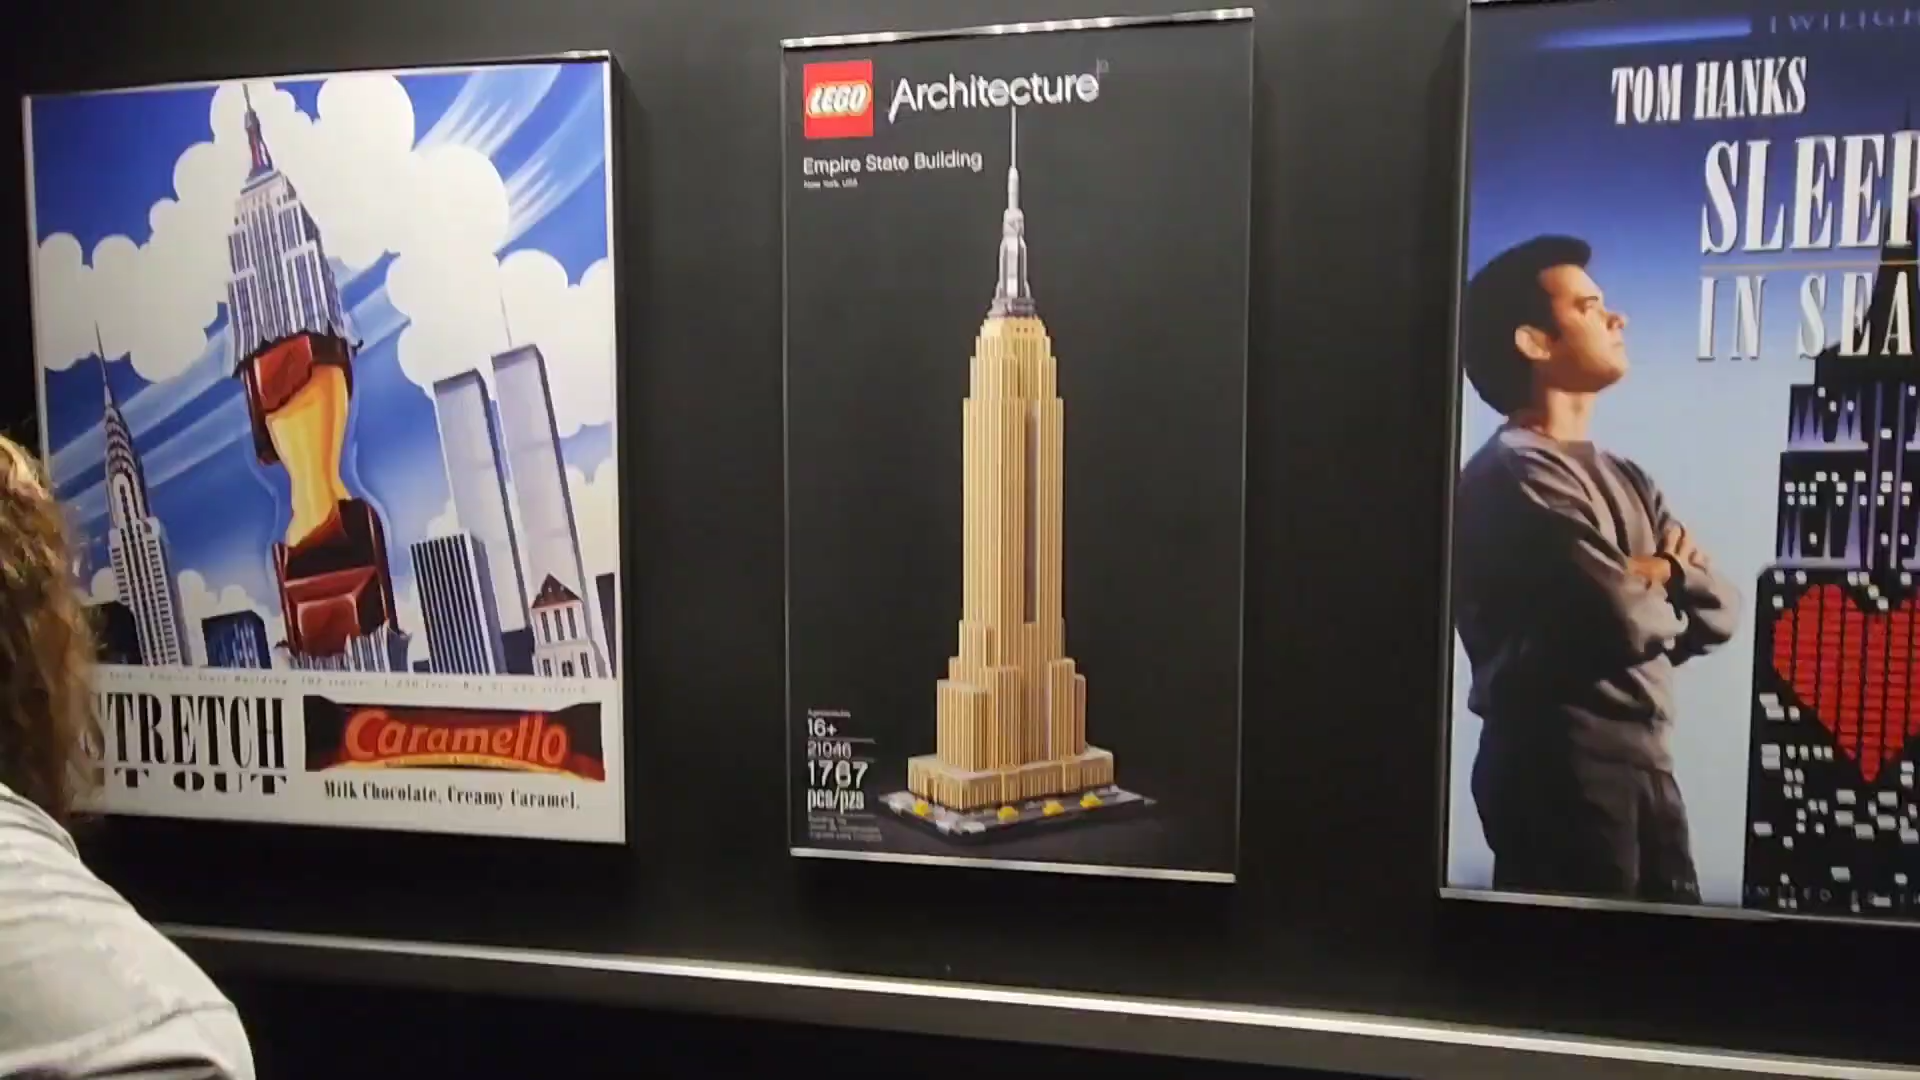 STRETCH
IT OUT
Caramello
Milk Chocolate, Creamy Caramel.
LEGO Architecture
Empire State Building
New York, USA
16+
21046
1767
pcs/pzs
TWILIGH
TOM HANKS
SLEEP
IN SEA